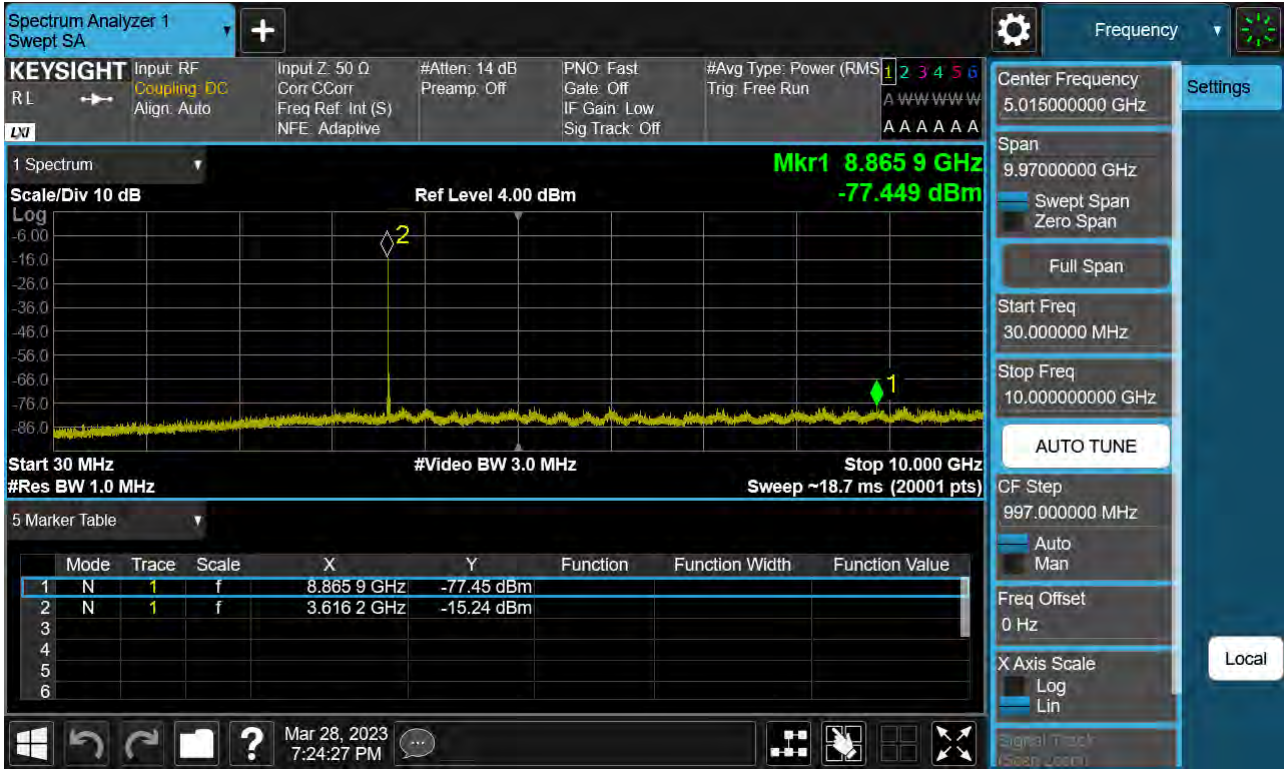 Spectrum Analyzer 1
Swept SA
+
Frequency
KEYSIGHT
RL
LXI
Input: RF
Coupling: DC
Align: Auto
Input Z: 50 Ω
Corr CCorr
Freq Ref: Int (S)
NFE: Adaptive
#Atten: 14 dB
Preamp: Off
PNO: Fast
Gate: Off
IF Gain: Low
Sig Track: Off
#Avg Type: Power (RMS
Trig: Free Run
1 2 3 4 5 6
A W W W W W
A A A A A A
1 Spectrum
Mkr1 8.865 9 GHz
-77.449 dBm
Scale/Div 10 dB
Ref Level 4.00 dBm
Log
-6.00
-16.0
-26.0
-36.0
-46.0
-56.0
-66.0
-76.0
-86.0
2
1
Start 30 MHz
#Video BW 3.0 MHz
Stop 10.000 GHz
#Res BW 1.0 MHz
Sweep ~18.7 ms (20001 pts)
5 Marker Table
Mode Trace Scale X Y Function Function Width Function Value
1 N 1 f 8.865 9 GHz -77.45 dBm
2 N 1 f 3.616 2 GHz -15.24 dBm
3
4
5
6
?
Mar 28, 2023
7:24:27 PM
Center Frequency
5.015000000 GHz
Settings
Span
9.97000000 GHz
Swept Span
Zero Span
Full Span
Start Freq
30.000000 MHz
Stop Freq
10.000000000 GHz
AUTO TUNE
CF Step
997.000000 MHz
Auto
Man
Freq Offset
0 Hz
X Axis Scale
Log
Lin
Local
Signal Track
(Span Zoom)